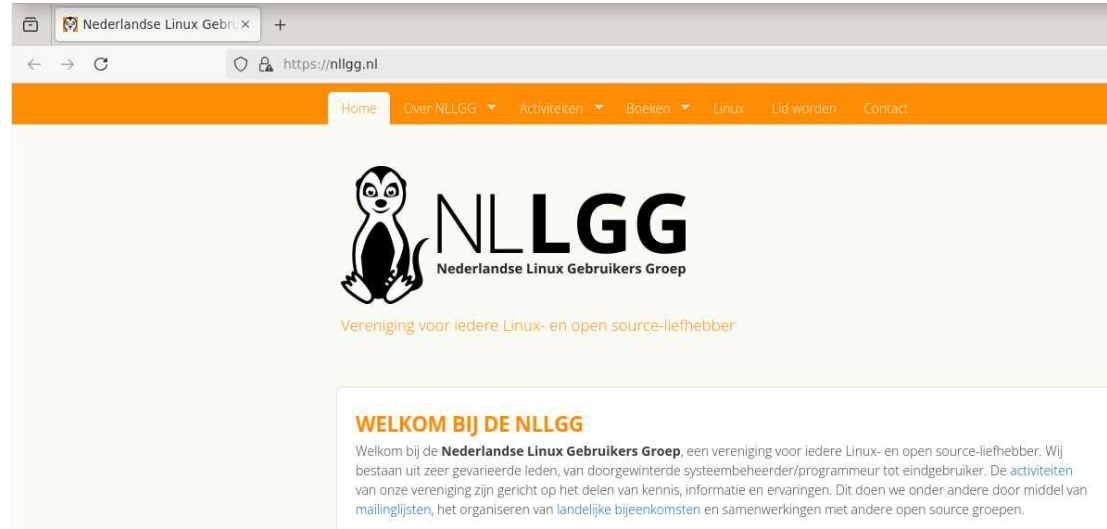 Nederlandse Linux Gebru
https://nllgg.nl
Home Over NLLGG Activiteiten Boeken Linux Lid worden Contact
NLLGG
Nederlandse Linux Gebruikers Groep
Vereniging voor iedere Linux- en open source-liefhebber
WELKOM BIJ DE NLLGG
Welkom bij de Nederlandse Linux Gebruikers Groep, een vereniging voor iedere Linux- en open source-liefhebber. Wij
bestaan uit zeer gevarieerde leden, van doorgewinterde systeembeheerder/programmeur tot eindgebruiker. De activiteiten
van onze vereniging zijn gericht op het delen van kennis, informatie en ervaringen. Dit doen we onder andere door middel van
mailinglijsten, het organiseren van landelijke bijeenkomsten en samenwerkingen met andere open source groepen.